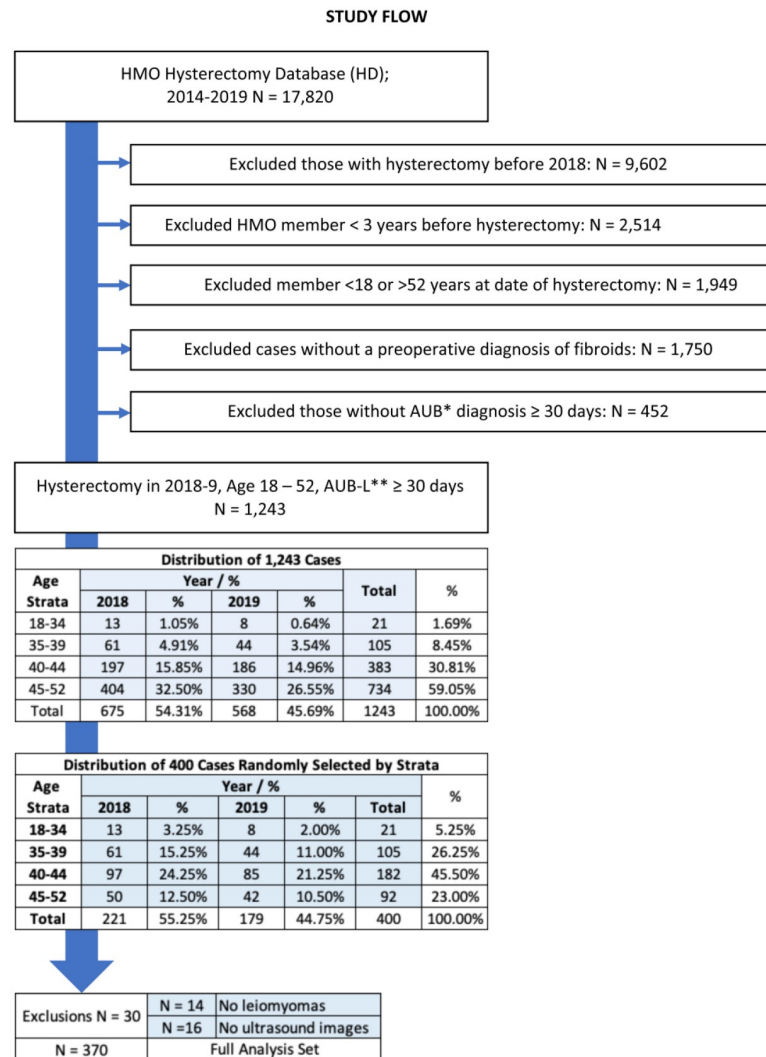 STUDY FLOW
HMO Hysterectomy Database (HD);
2014-2019 N = 17,820
Excluded those with hysterectomy before 2018: N = 9,602
Excluded HMO member < 3 years before hysterectomy: N = 2,514
Excluded member <18 or >52 years at date of hysterectomy: N = 1,949
Excluded cases without a preoperative diagnosis of fibroids: N = 1,750
Excluded those without AUB* diagnosis ≥ 30 days: N = 452
Hysterectomy in 2018-9, Age 18 – 52, AUB-L** ≥ 30 days
N = 1,243
Distribution of 1,243 Cases
Age Strata Year / % Total %
2018 % 2019 %
18-34 13 1.05% 8 0.64% 21 1.69%
35-39 61 4.91% 44 3.54% 105 8.45%
40-44 197 15.85% 186 14.96% 383 30.81%
45-52 404 32.50% 330 26.55% 734 59.05%
Total 675 54.31% 568 45.69% 1243 100.00%
Distribution of 400 Cases Randomly Selected by Strata
Age Strata Year / % %
2018 % 2019 % Total
18-34 13 3.25% 8 2.00% 21 5.25%
35-39 61 15.25% 44 11.00% 105 26.25%
40-44 97 24.25% 85 21.25% 182 45.50%
45-52 50 12.50% 42 10.50% 92 23.00%
Total 221 55.25% 179 44.75% 400 100.00%
Exclusions N = 30 N = 14 No leiomyomas
N =16 No ultrasound images
N = 370 Full Analysis Set